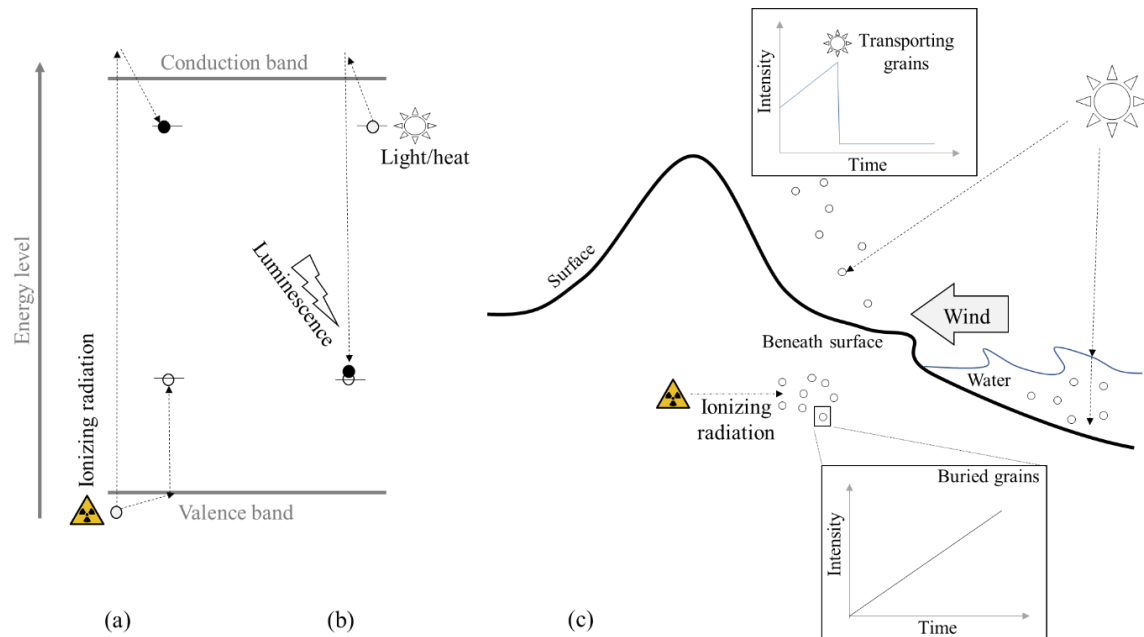 Conduction band
Light/heat
Energy level
Luminescence
Ionizing radiation
Valence band
(a)
(b)
Intensity
Transporting
grains
Time
Surface
Wind
Beneath surface
Water
Ionizing
radiation
Buried grains
Intensity
Time
(c)